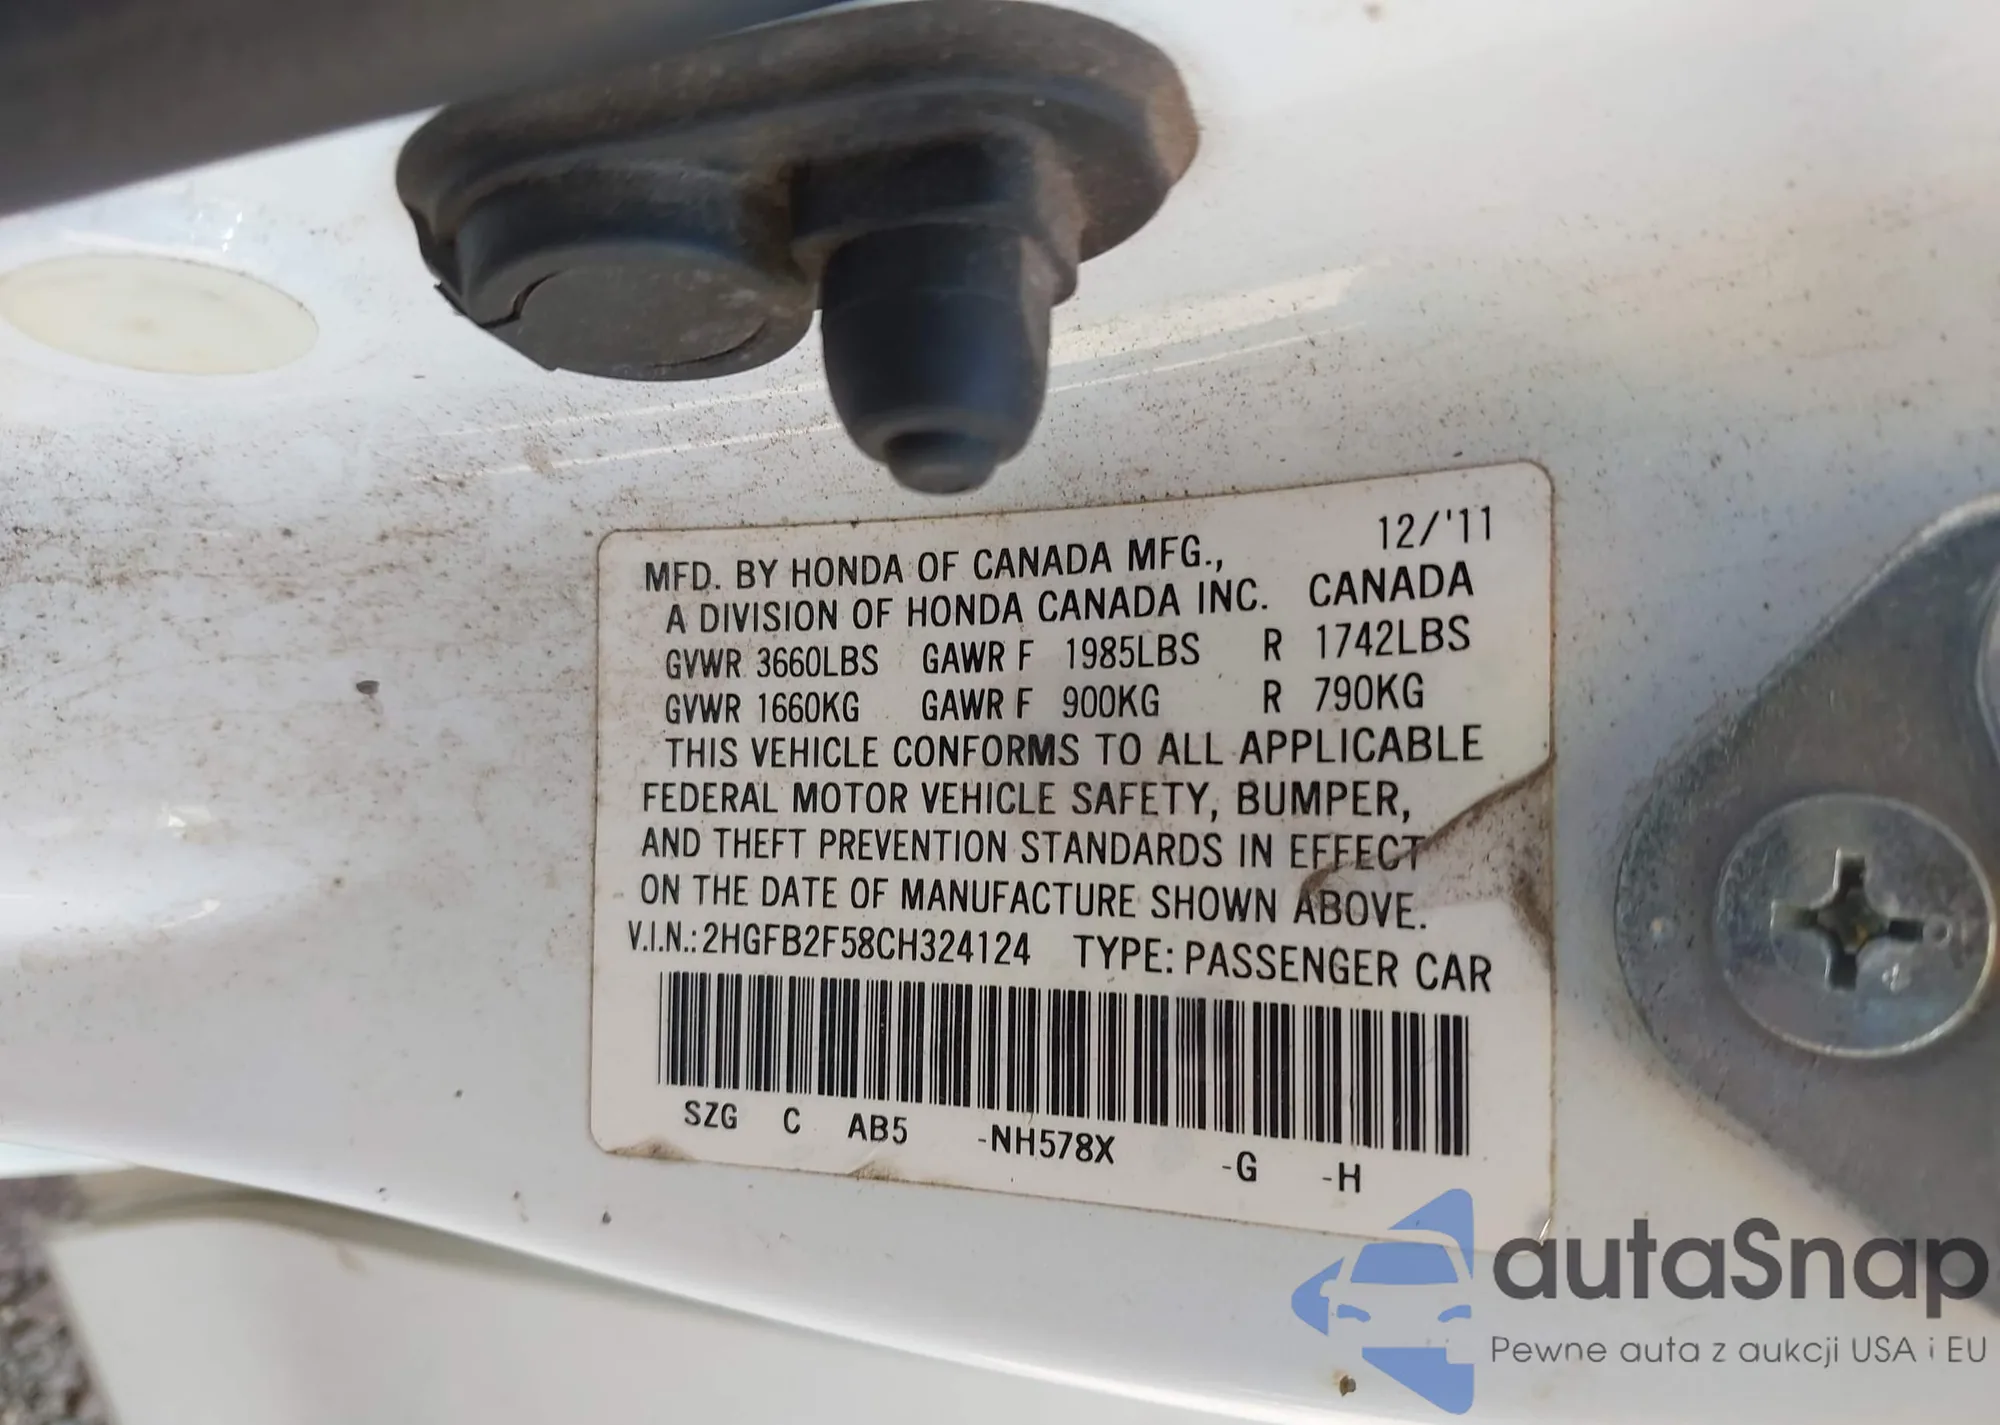 12/'11
MFD. BY HONDA OF CANADA MFG.,
A DIVISION OF HONDA CANADA INC. CANADA
GVWR 3660LBS GAWR F 1985LBS R 1742LBS
GVWR 1660KG GAWR F 900KG R 790KG
THIS VEHICLE CONFORMS TO ALL APPLICABLE
FEDERAL MOTOR VEHICLE SAFETY, BUMPER,
AND THEFT PREVENTION STANDARDS IN EFFECT
ON THE DATE OF MANUFACTURE SHOWN ABOVE.
V.I.N.: 2HGFB2F58CH324124 TYPE: PASSENGER CAR
SZG C AB5 -NH578X -G -H
autaSnap
Pewne auta z aukcji USA i EU